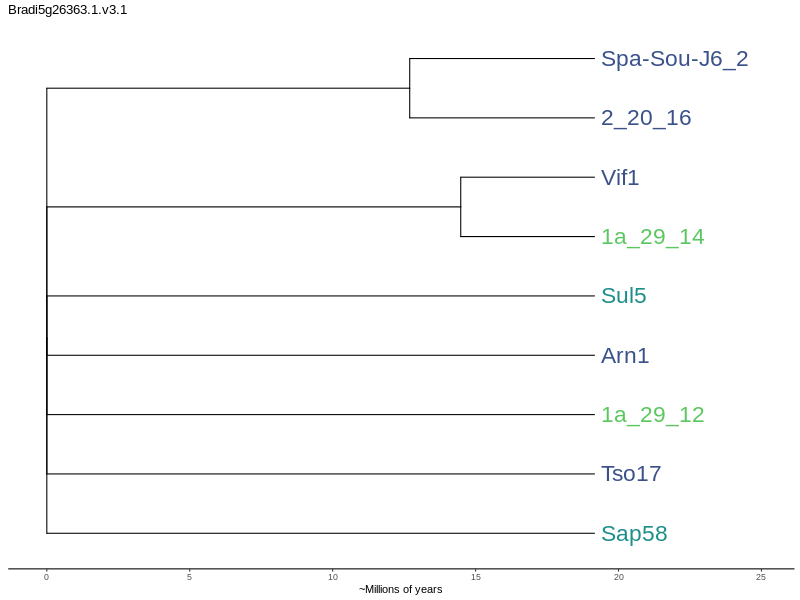 Bradi5g26363.1.v3.1
Spa-Sou-J6_2
2_20_16
Vif1
1a_29_14
Sul5
Arn1
1a_29_12
Tso17
Sap58
0 5 10 15 20 25
~Millions of years